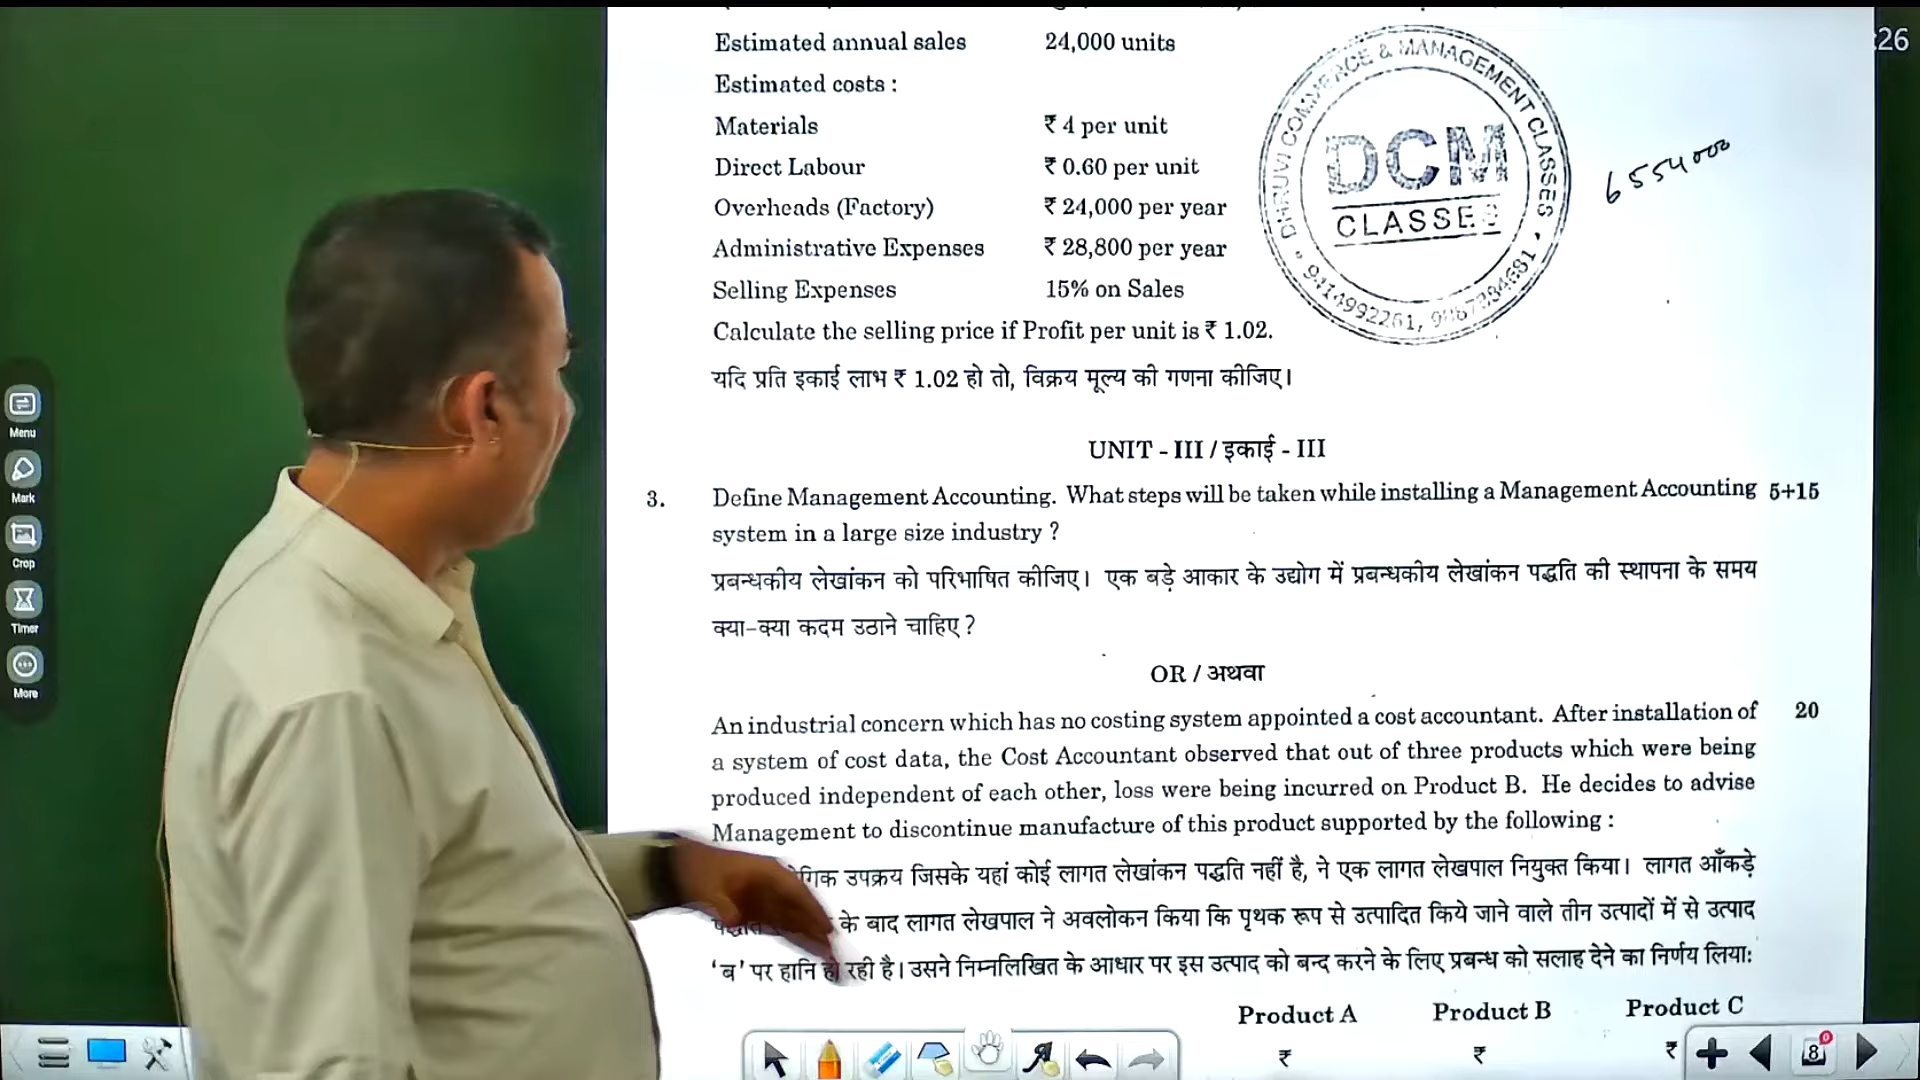 Estimated annual sales 24,000 units
:26
Estimated costs :
Materials ₹ 4 per unit
Direct Labour ₹ 0.60 per unit
Overheads (Factory) ₹ 24,000 per year
Administrative Expenses ₹ 28,800 per year
Selling Expenses 15% on Sales
DHRUVI COMMERCE & MANAGEMENT CLASSES
DCM
CLASSES
6554000
Calculate the selling price if Profit per unit is ₹ 1.02.
यदि प्रति इकाई लाभ ₹ 1.02 हो तो, विक्रय मूल्य की गणना कीजिए।
UNIT - III / इकाई - III
3. Define Management Accounting. What steps will be taken while installing a Management Accounting 5+15
system in a large size industry ?
प्रबन्धकीय लेखांकन को परिभाषित कीजिए। एक बड़े आकार के उद्योग में प्रबन्धकीय लेखांकन पद्धति की स्थापना के समय
क्या-क्या कदम उठाने चाहिए ?
OR / अथवा
An industrial concern which has no costing system appointed a cost accountant. After installation of 20
a system of cost data, the Cost Accountant observed that out of three products which were being
produced independent of each other, loss were being incurred on Product B. He decides to advise
Management to discontinue manufacture of this product supported by the following :
उपक्रय जिसके यहां कोई लागत लेखांकन पद्धति नहीं है, ने एक लागत लेखपाल नियुक्त किया। लागत आँकड़े
के बाद लागत लेखपाल ने अवलोकन किया कि पृथक रूप से उत्पादित किये जाने वाले तीन उत्पादों में से उत्पाद
'ब' पर हानि हो रही है। उसने निम्नलिखित के आधार पर इस उत्पाद को बन्द करने के लिए प्रबन्ध को सलाह देने का निर्णय लिया:
Product A Product B Product C
₹ ₹ ₹
Menu
Mark
Crop
Timer
More
8
0